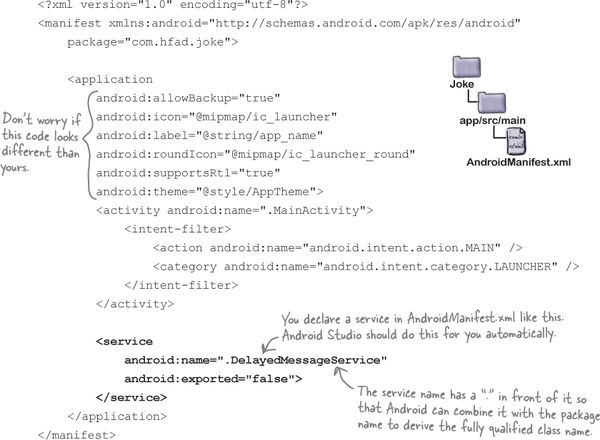 <?xml version="1.0" encoding="utf-8"?>
<manifest xmlns:android="http://schemas.android.com/apk/res/android"
package="com.hfad.joke">
<application
android:allowBackup="true"
android:icon="@mipmap/ic_launcher"
android:label="@string/app_name"
android:roundIcon="@mipmap/ic_launcher_round"
android:supportsRtl="true"
android:theme="@style/AppTheme">
Don't worry if
this code looks
different than
yours.
Joke
app/src/main
<xml>
</xml>
AndroidManifest.xml
<activity android:name=".MainActivity">
<intent-filter>
<action android:name="android.intent.action.MAIN" />
<category android:name="android.intent.category.LAUNCHER" />
</intent-filter>
</activity>
You declare a service in AndroidManifest.xml like this.
Android Studio should do this for you automatically.
<service
android:name=".DelayedMessageService"
android:exported="false">
</service>
The service name has a "." in front of it so
that Android can combine it with the package
name to derive the fully qualified class name.
</application>
</manifest>